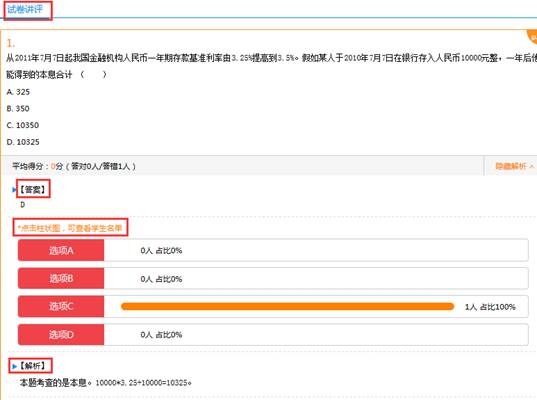 试卷讲评
1.
从2011年7月7日起我国金融机构人民币一年期存款基准利率由3.25%提高到3.5%。假如某人于2010年7月7日在银行存入人民币10000元整，一年后他
能得到的本息合计 （　　）
A. 325
B. 350
C. 10350
D. 10325
平均得分：0分（答对0人/答错1人） 隐藏解析 ∧
【答案】
D
*点击柱状图，可查看学生名单
选项A 0人 占比0%
选项B 0人 占比0%
选项C 1人 占比100%
选项D 0人 占比0%
【解析】
本题考查的是本息。10000*3.25+10000=10325。